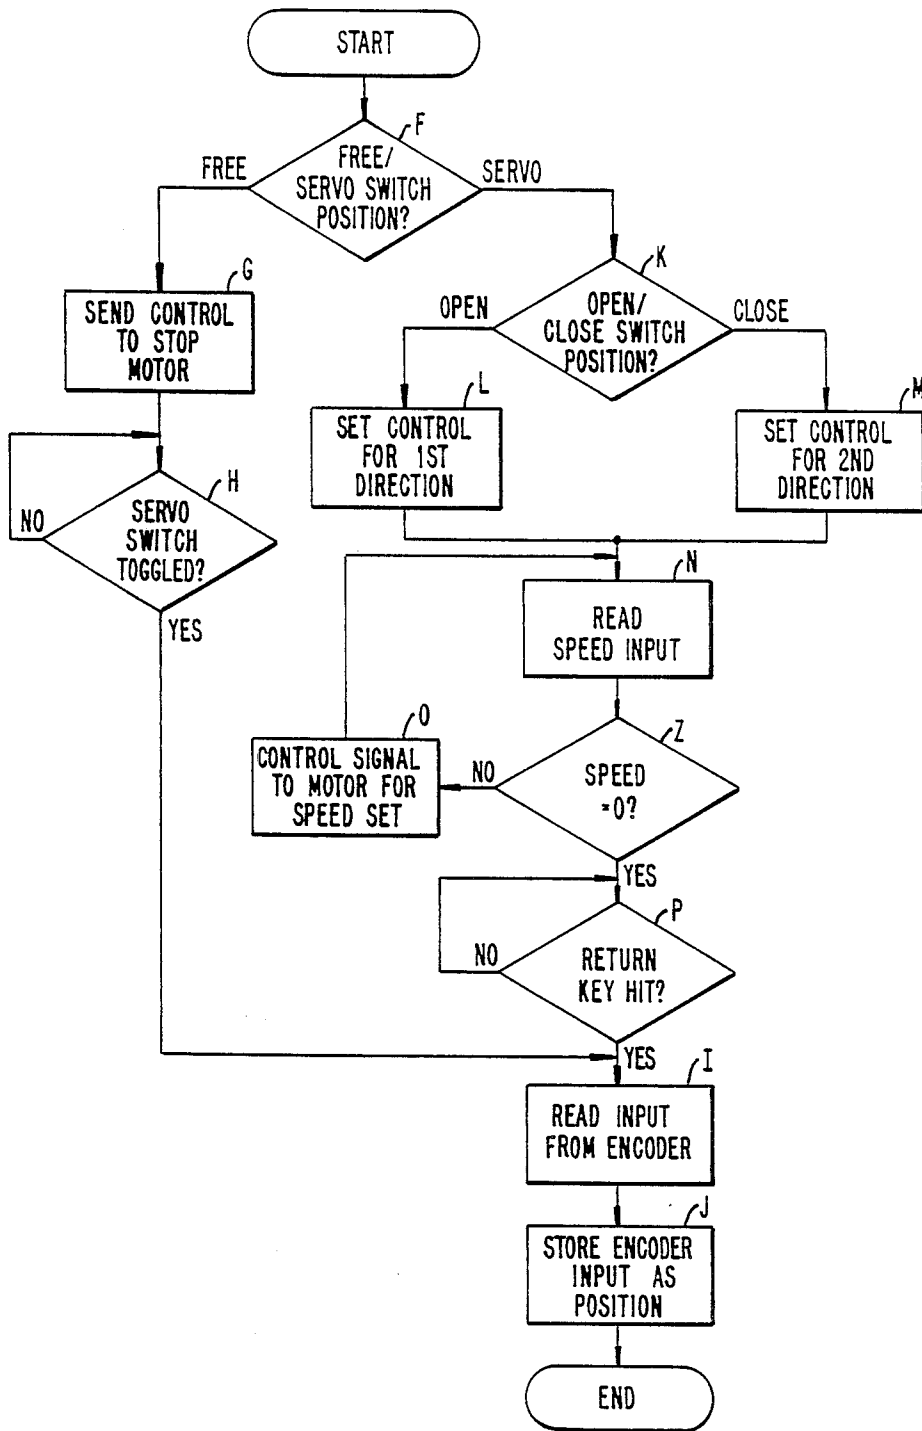 START
F
FREE/
SERVO SWITCH
POSITION?
FREE
SERVO
G
SEND CONTROL
TO STOP
MOTOR
K
OPEN/
CLOSE SWITCH
POSITION?
OPEN
CLOSE
L
SET CONTROL
FOR 1ST
DIRECTION
M
SET CONTROL
FOR 2ND
DIRECTION
H
SERVO
SWITCH
TOGGLED?
NO
YES
N
READ
SPEED INPUT
O
CONTROL SIGNAL
TO MOTOR FOR
SPEED SET
Z
SPEED
=0?
NO
YES
P
RETURN
KEY HIT?
NO
YES
I
READ INPUT
FROM ENCODER
J
STORE ENCODER
INPUT AS
POSITION
END